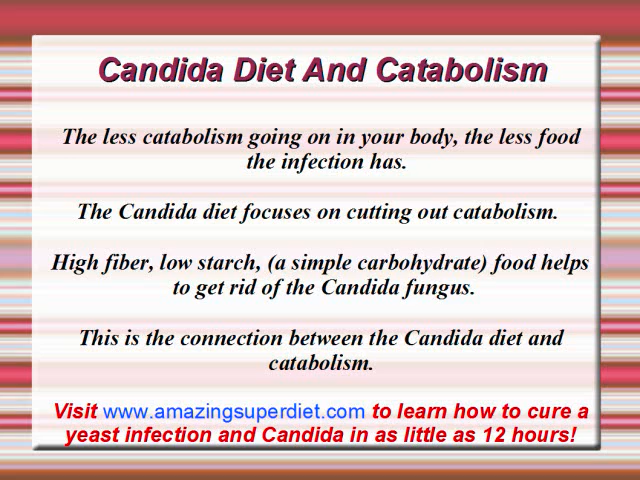 Candida Diet And Catabolism
The less catabolism going on in your body, the less food
the infection has.
The Candida diet focuses on cutting out catabolism.
High fiber, low starch, (a simple carbohydrate) food helps
to get rid of the Candida fungus.
This is the connection between the Candida diet and
catabolism.
Visit www.amazingsuperdiet.com to learn how to cure a
yeast infection and Candida in as little as 12 hours!